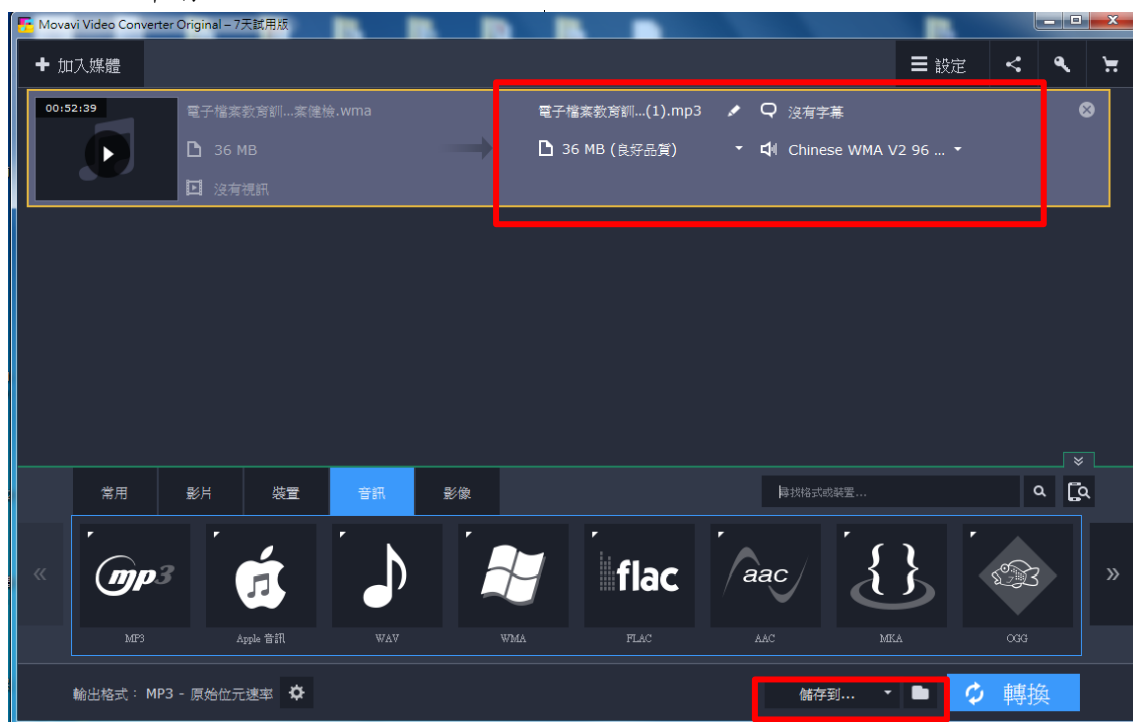 Movavi Video Converter Original – 7天試用版
加入媒體
設定
00:52:39
電子檔案教育訓...案健檢.wma
36 MB
沒有視訊
電子檔案教育訓...(1).mp3
沒有字幕
36 MB (良好品質)
Chinese WMA V2 96 ...
常用
影片
裝置
音訊
影像
尋找格式或裝置...
mp3
flac
aac
MP3
Apple 音訊
WAV
WMA
FLAC
AAC
MKA
OGG
輸出格式： MP3 - 原始位元速率
儲存到...
轉換